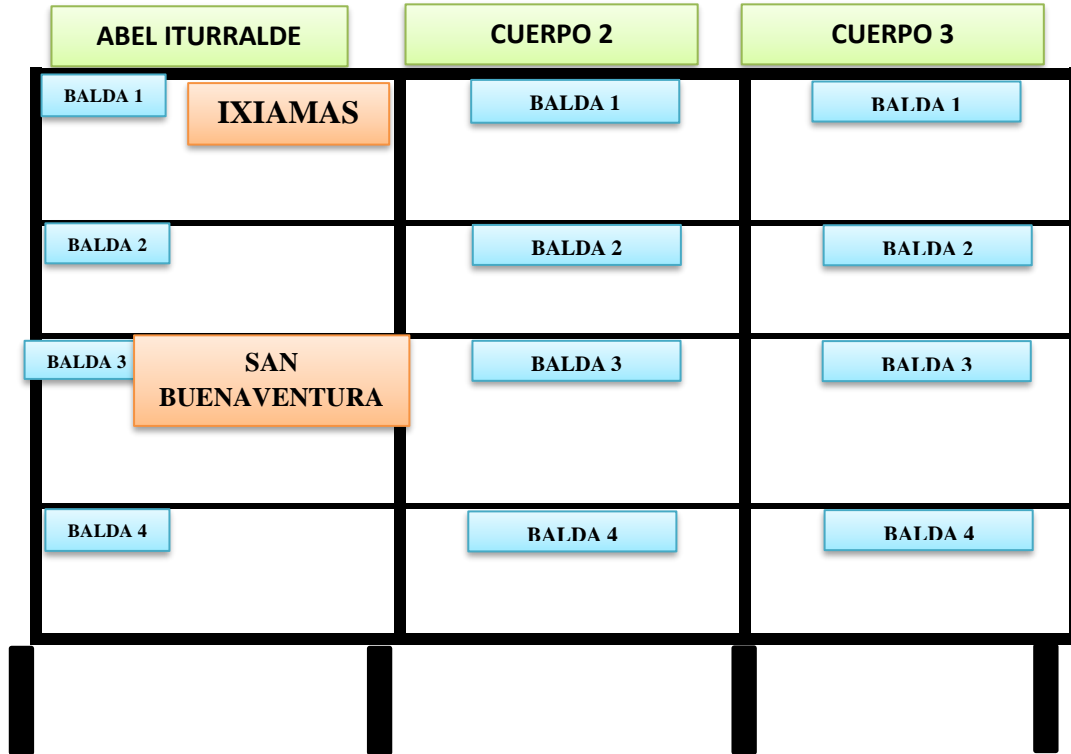 ABEL ITURRALDE
CUERPO 2
CUERPO 3
BALDA 1
IXIAMAS
BALDA 1
BALDA 1
BALDA 2
BALDA 2
BALDA 2
BALDA 3
SAN
BUENAVENTURA
BALDA 3
BALDA 3
BALDA 4
BALDA 4
BALDA 4